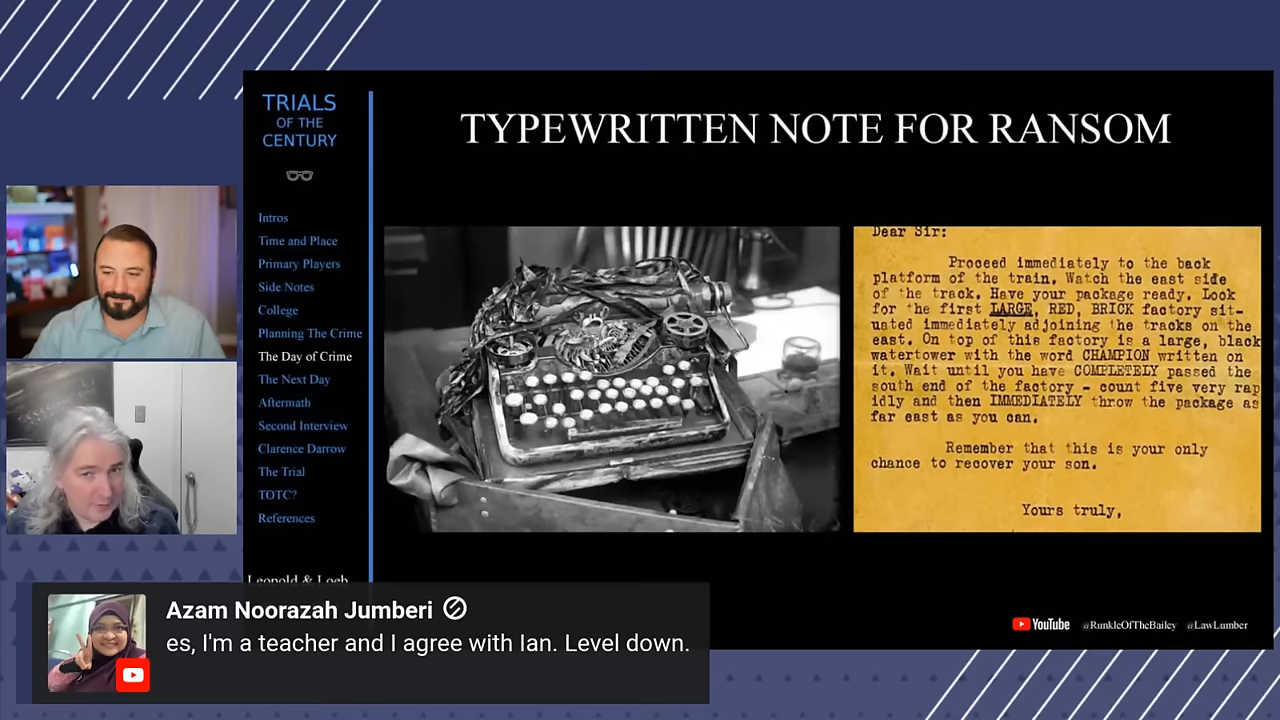 TRIALS
OF THE
CENTURY
Intros
Time and Place
Primary Players
Side Notes
College
Planning The Crime
The Day of Crime
The Next Day
Aftermath
Second Interview
Clarence Darrow
The Trial
TOTC?
References
Leopold & Loeb
TYPEWRITTEN NOTE FOR RANSOM
Dear Sir:
Proceed immediately to the back
platform of the train. Watch the east side
of the track. Have your package ready. Look
for the first LARGE, RED, BRICK factory sit-
uated immediately adjoining the tracks on the
east. On top of this factory is a large, black
watertower with the word CHAMPION written on
it. Wait until you have COMPLETELY passed the
south end of the factory - count five very rap
idly and then IMMEDIATELY throw the package as
far east as you can.
Remember that this is your only
chance to recover your son.
Yours truly,
YouTube @RunkleOfTheBailey @LawLumber
Azam Noorazah Jumberi
es, I'm a teacher and I agree with Ian. Level down.